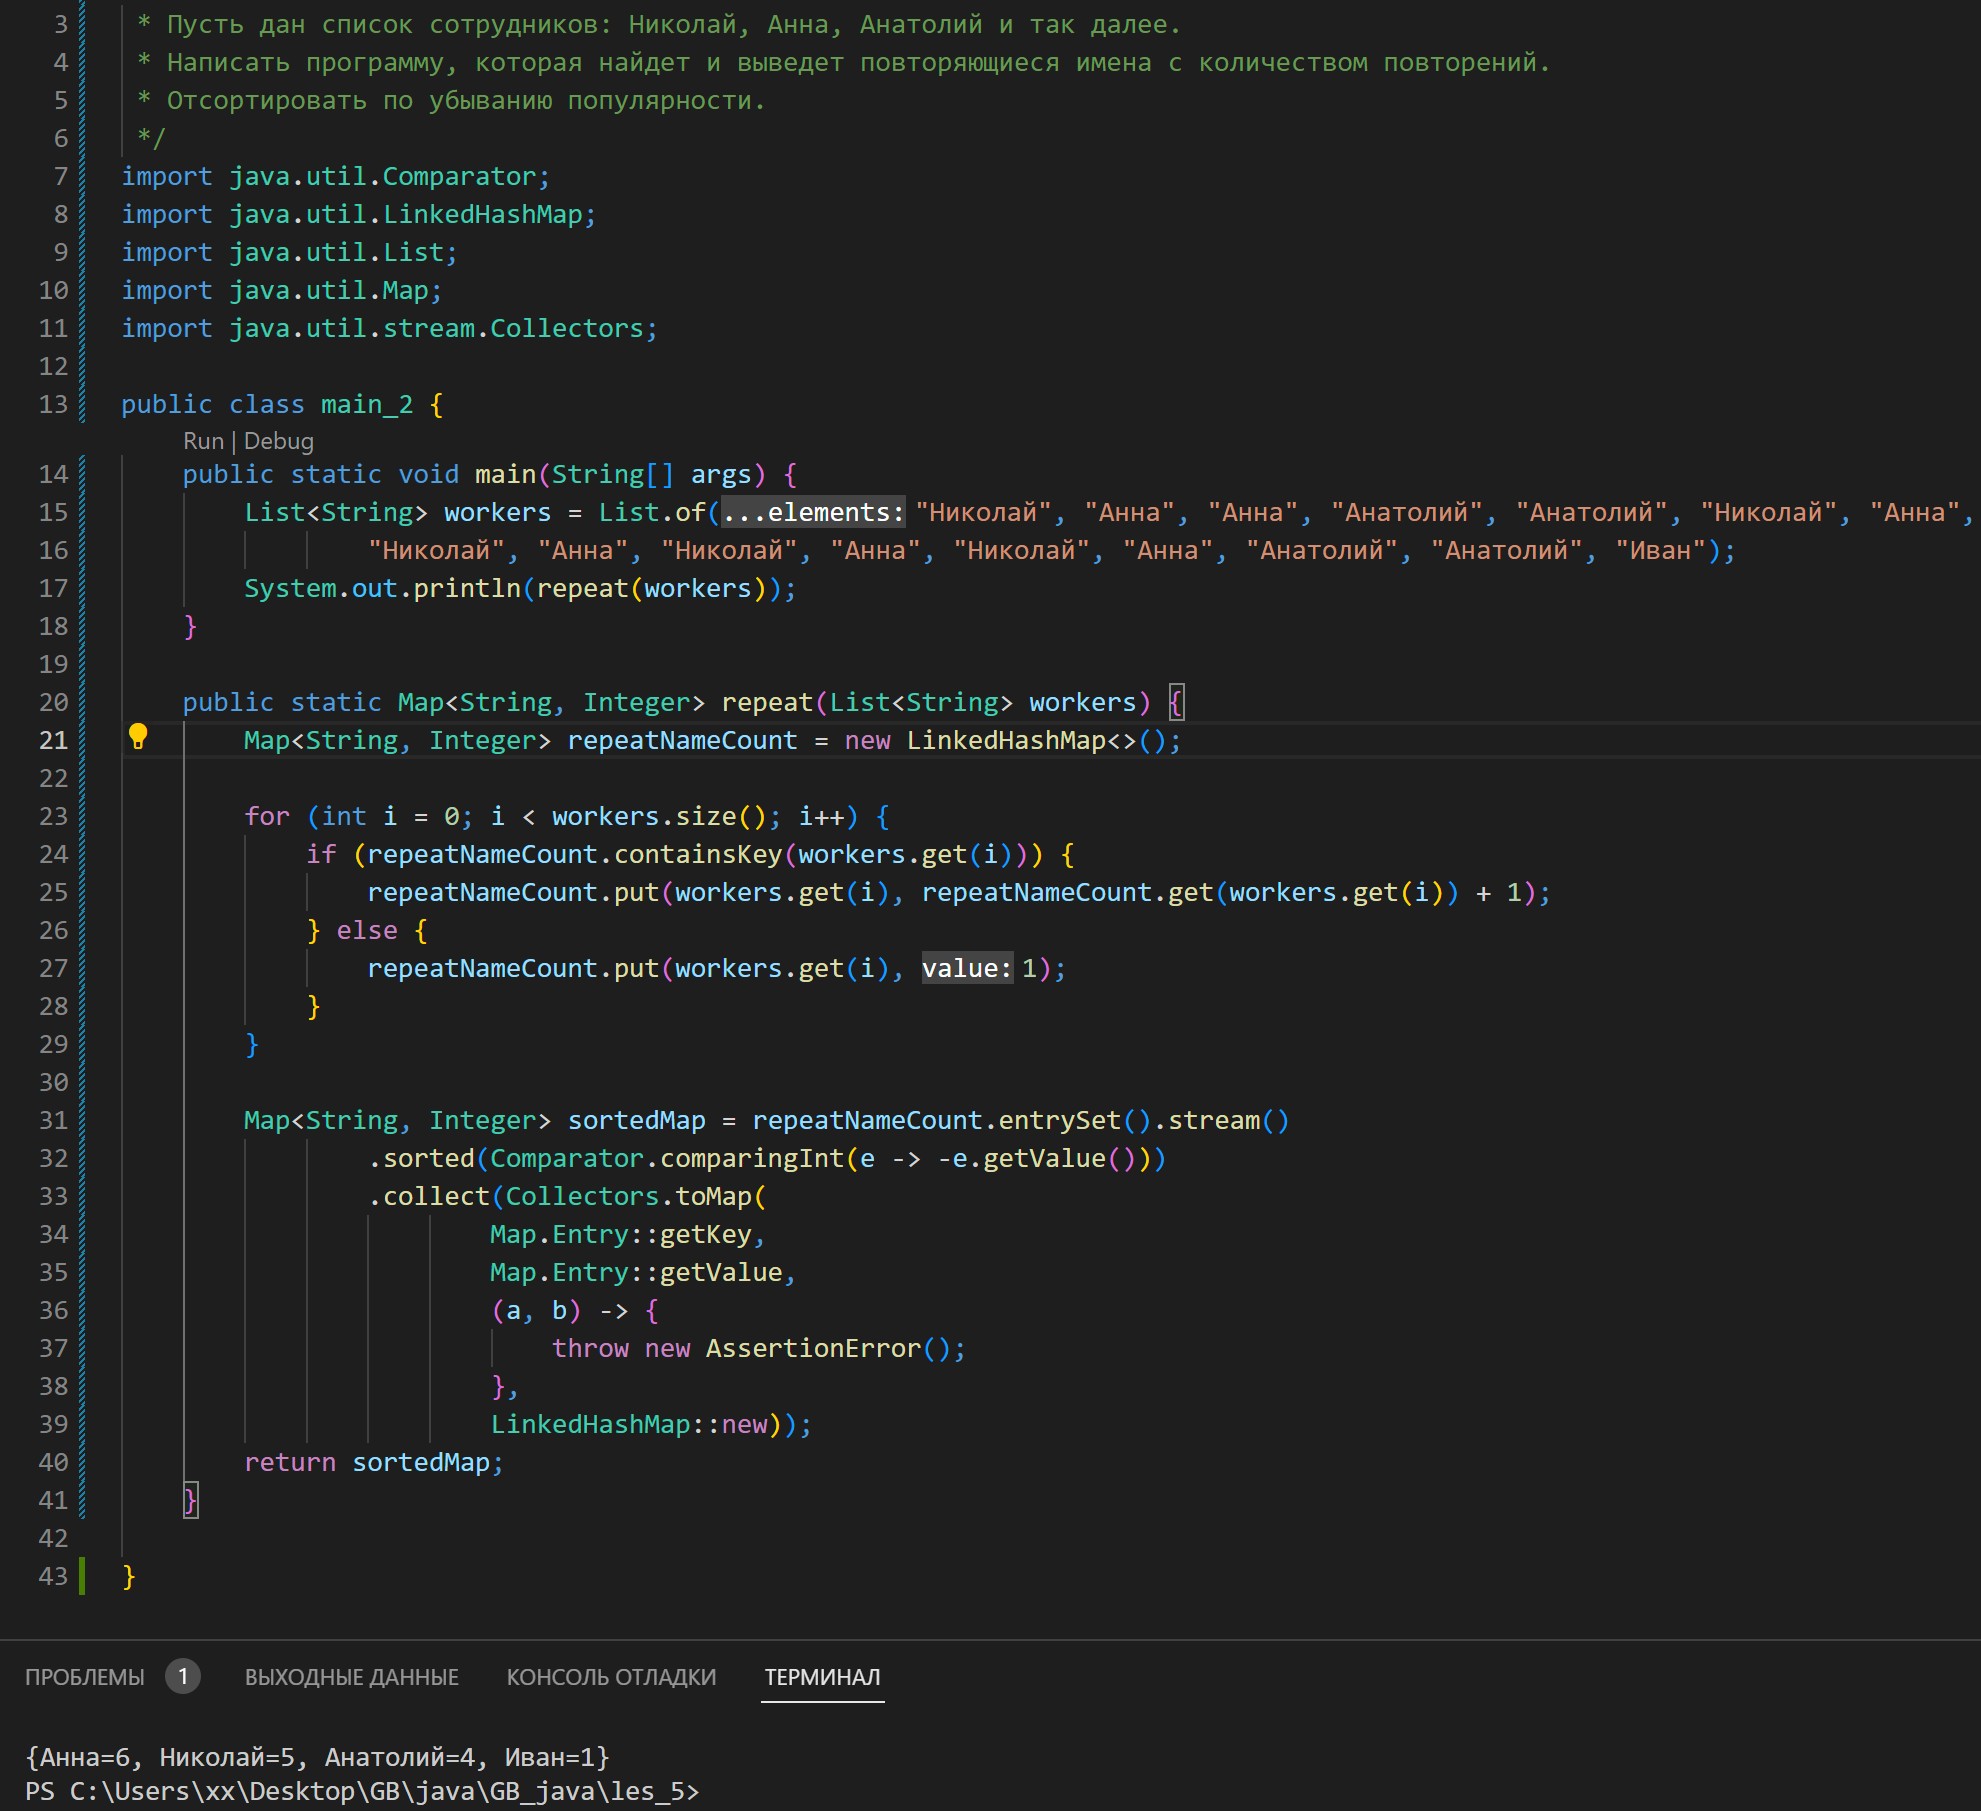 3 * Пусть дан список сотрудников: Николай, Анна, Анатолий и так далее.
4 * Написать программу, которая найдет и выведет повторяющиеся имена с количеством повторений.
5 * Отсортировать по убыванию популярности.
6 */
7 import java.util.Comparator;
8 import java.util.LinkedHashMap;
9 import java.util.List;
10 import java.util.Map;
11 import java.util.stream.Collectors;
12
13 public class main_2 {
Run | Debug
14 public static void main(String[] args) {
15 List<String> workers = List.of(...elements: "Николай", "Анна", "Анна", "Анатолий", "Анатолий", "Николай", "Анна",
16 "Николай", "Анна", "Николай", "Анна", "Николай", "Анна", "Анатолий", "Анатолий", "Иван");
17 System.out.println(repeat(workers));
18 }
19
20 public static Map<String, Integer> repeat(List<String> workers) {
21 Map<String, Integer> repeatNameCount = new LinkedHashMap<>();
22
23 for (int i = 0; i < workers.size(); i++) {
24 if (repeatNameCount.containsKey(workers.get(i))) {
25 repeatNameCount.put(workers.get(i), repeatNameCount.get(workers.get(i)) + 1);
26 } else {
27 repeatNameCount.put(workers.get(i), value: 1);
28 }
29 }
30
31 Map<String, Integer> sortedMap = repeatNameCount.entrySet().stream()
32 .sorted(Comparator.comparingInt(e -> -e.getValue()))
33 .collect(Collectors.toMap(
34 Map.Entry::getKey,
35 Map.Entry::getValue,
36 (a, b) -> {
37 throw new AssertionError();
38 },
39 LinkedHashMap::new));
40 return sortedMap;
41 }
42
43 }
ПРОБЛЕМЫ 1 ВЫХОДНЫЕ ДАННЫЕ КОНСОЛЬ ОТЛАДКИ ТЕРМИНАЛ
{Анна=6, Николай=5, Анатолий=4, Иван=1}
PS C:\Users\xx\Desktop\GB\java\GB_java\les_5>